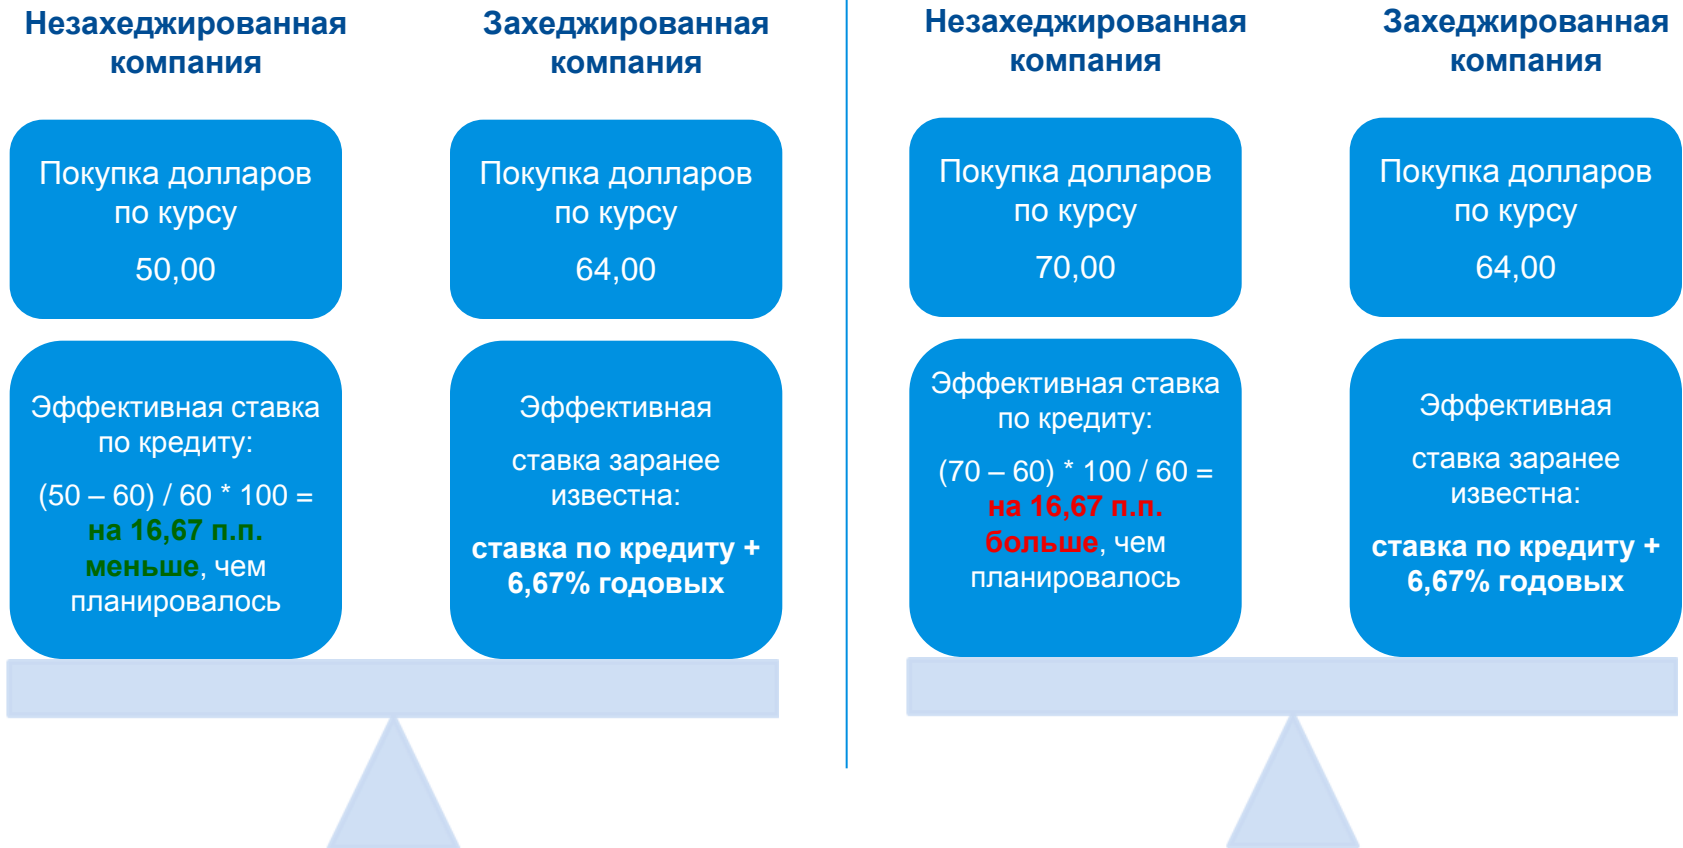 Незахеджированная
компания
Захеджированная
компания
Покупка долларов
по курсу
50,00
Покупка долларов
по курсу
64,00
Эффективная ставка
по кредиту:
(50 – 60) / 60 * 100 =
на 16,67 п.п.
меньше, чем
планировалось
Эффективная
ставка заранее
известна:
ставка по кредиту +
6,67% годовых
Незахеджированная
компания
Захеджированная
компания
Покупка долларов
по курсу
70,00
Покупка долларов
по курсу
64,00
Эффективная ставка
по кредиту:
(70 – 60) * 100 / 60 =
на 16,67 п.п.
больше, чем
планировалось
Эффективная
ставка заранее
известна:
ставка по кредиту +
6,67% годовых